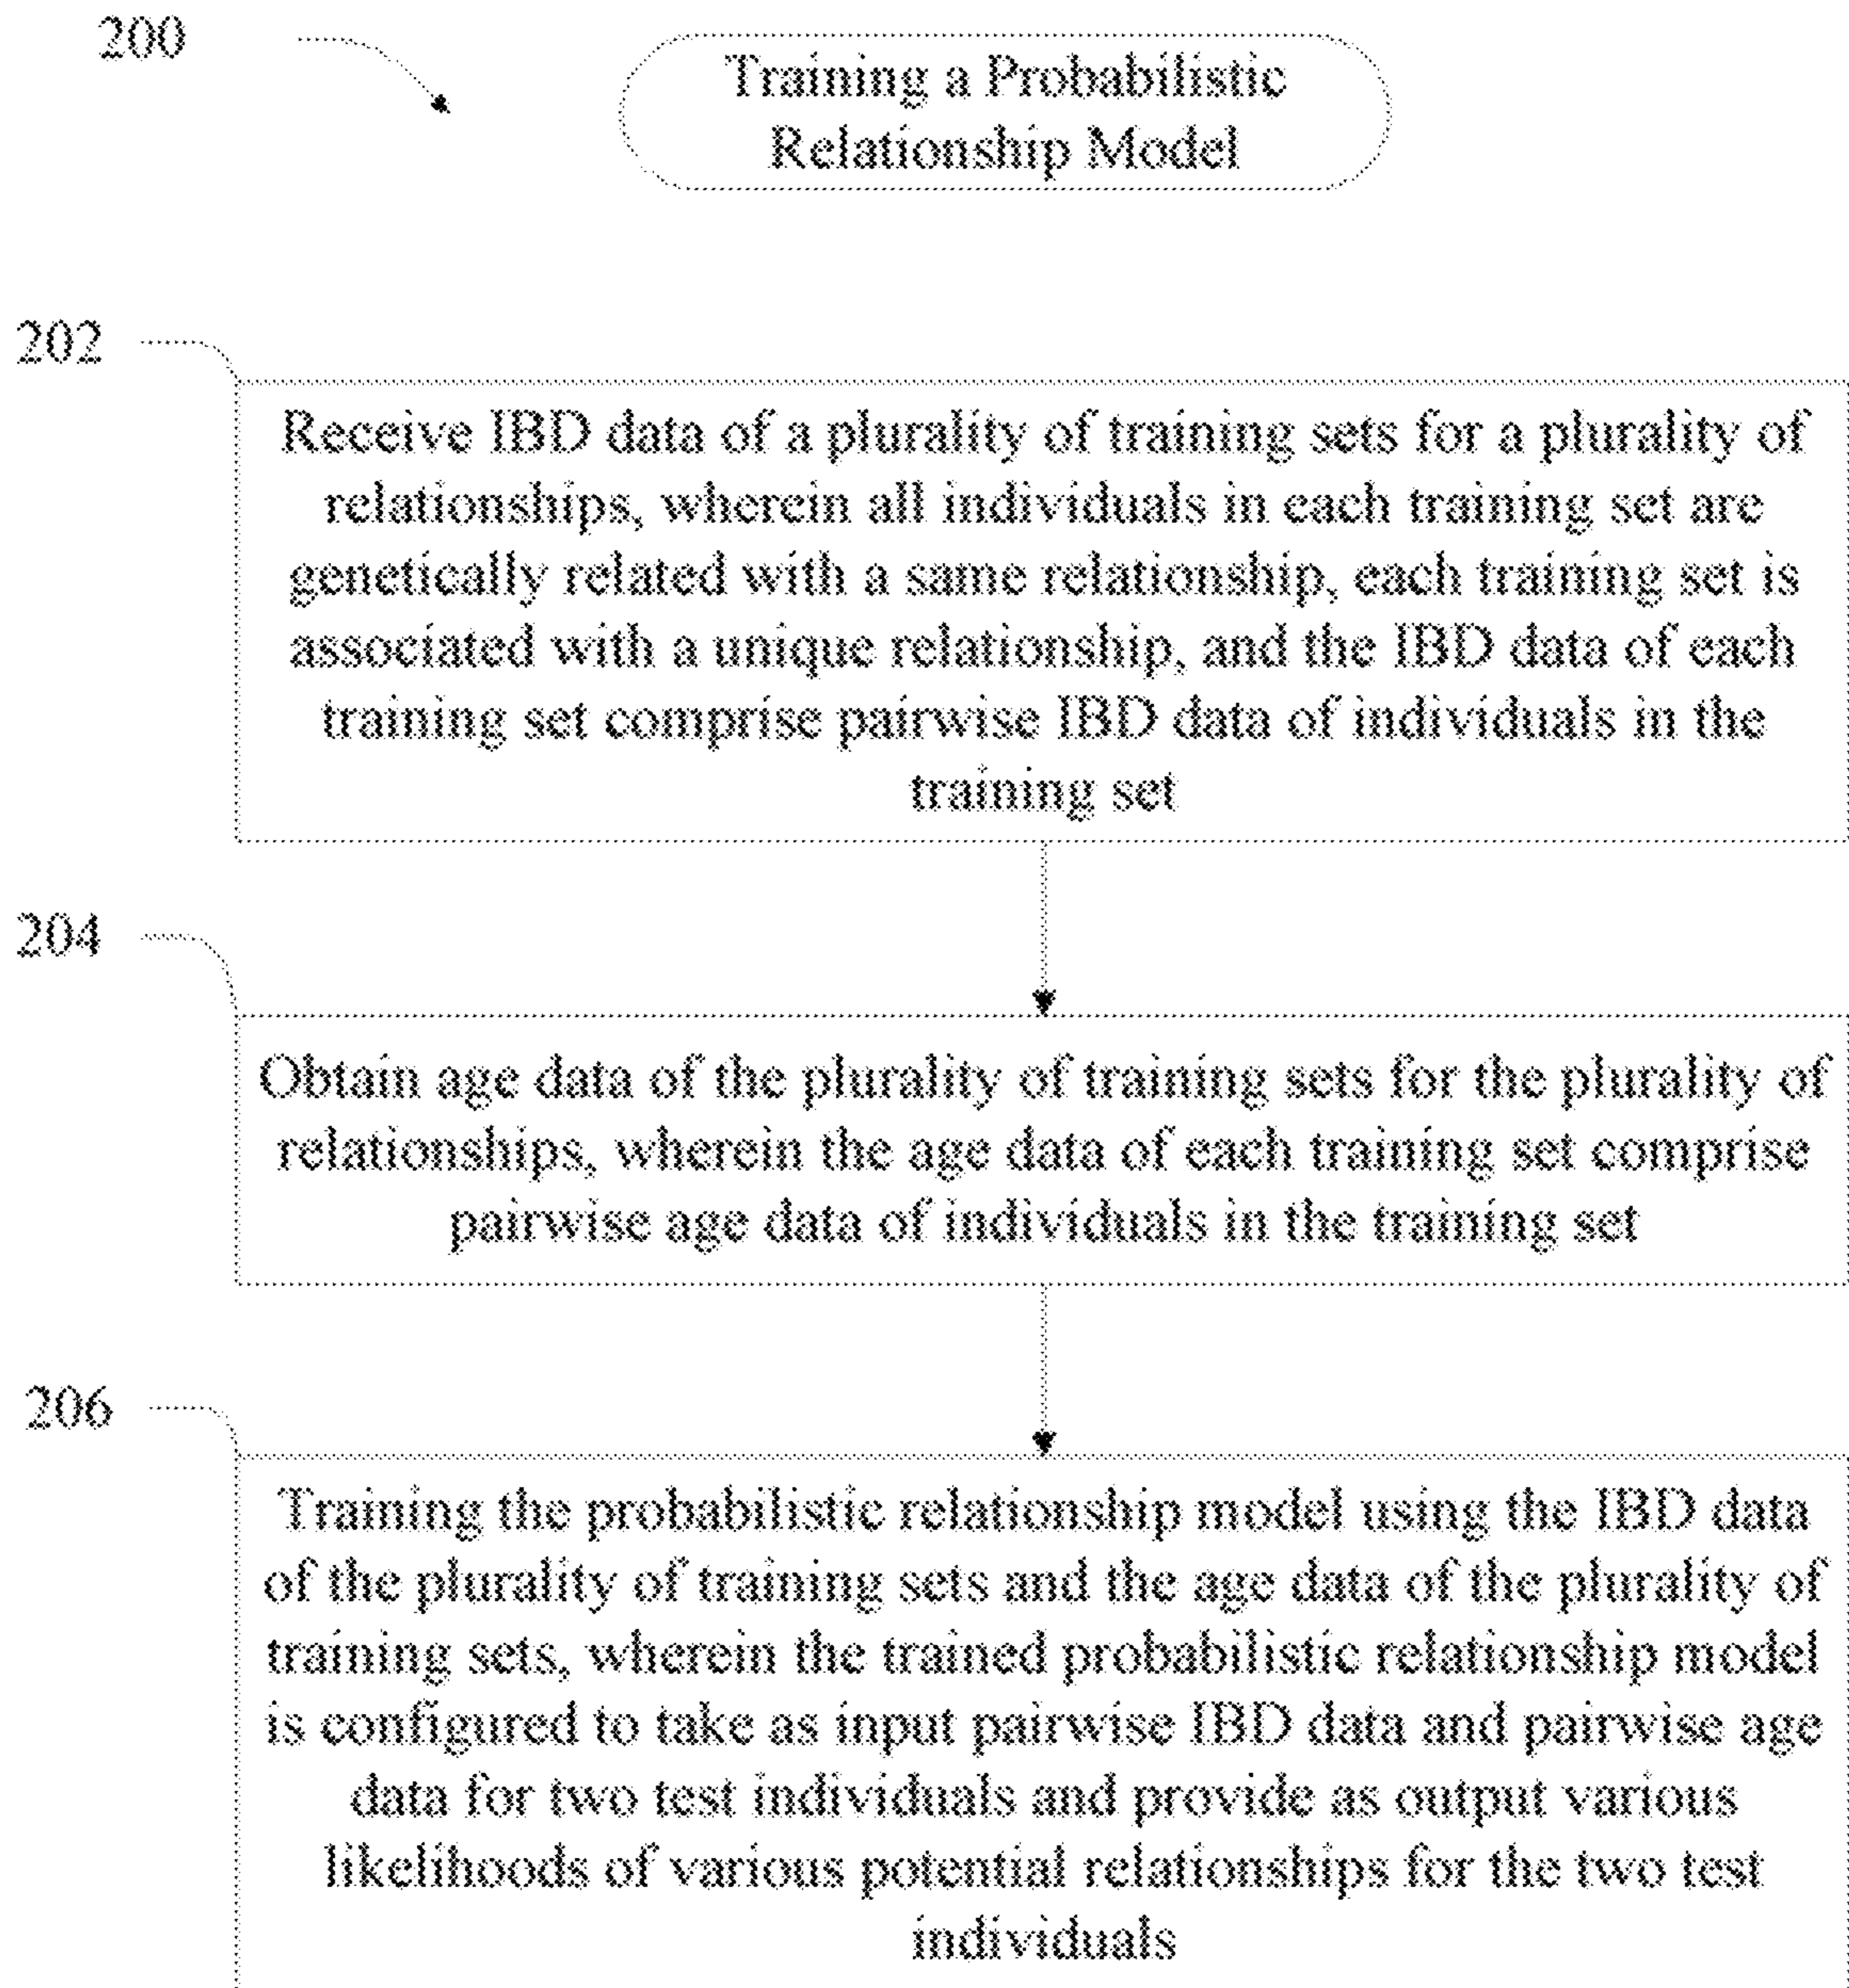 200
Training a Probabilistic
Relationship Model
202
Receive IBD data of a plurality of training sets for a plurality of
relationships, wherein all individuals in each training set are
genetically related with a same relationship, each training set is
associated with a unique relationship, and the IBD data of each
training set comprise pairwise IBD data of individuals in the
training set
204
Obtain age data of the plurality of training sets for the plurality of
relationships, wherein the age data of each training set comprise
pairwise age data of individuals in the training set
206
Training the probabilistic relationship model using the IBD data
of the plurality of training sets and the age data of the plurality of
training sets, wherein the trained probabilistic relationship model
is configured to take as input pairwise IBD data and pairwise age
data for two test individuals and provide as output various
likelihoods of various potential relationships for the two test
individuals